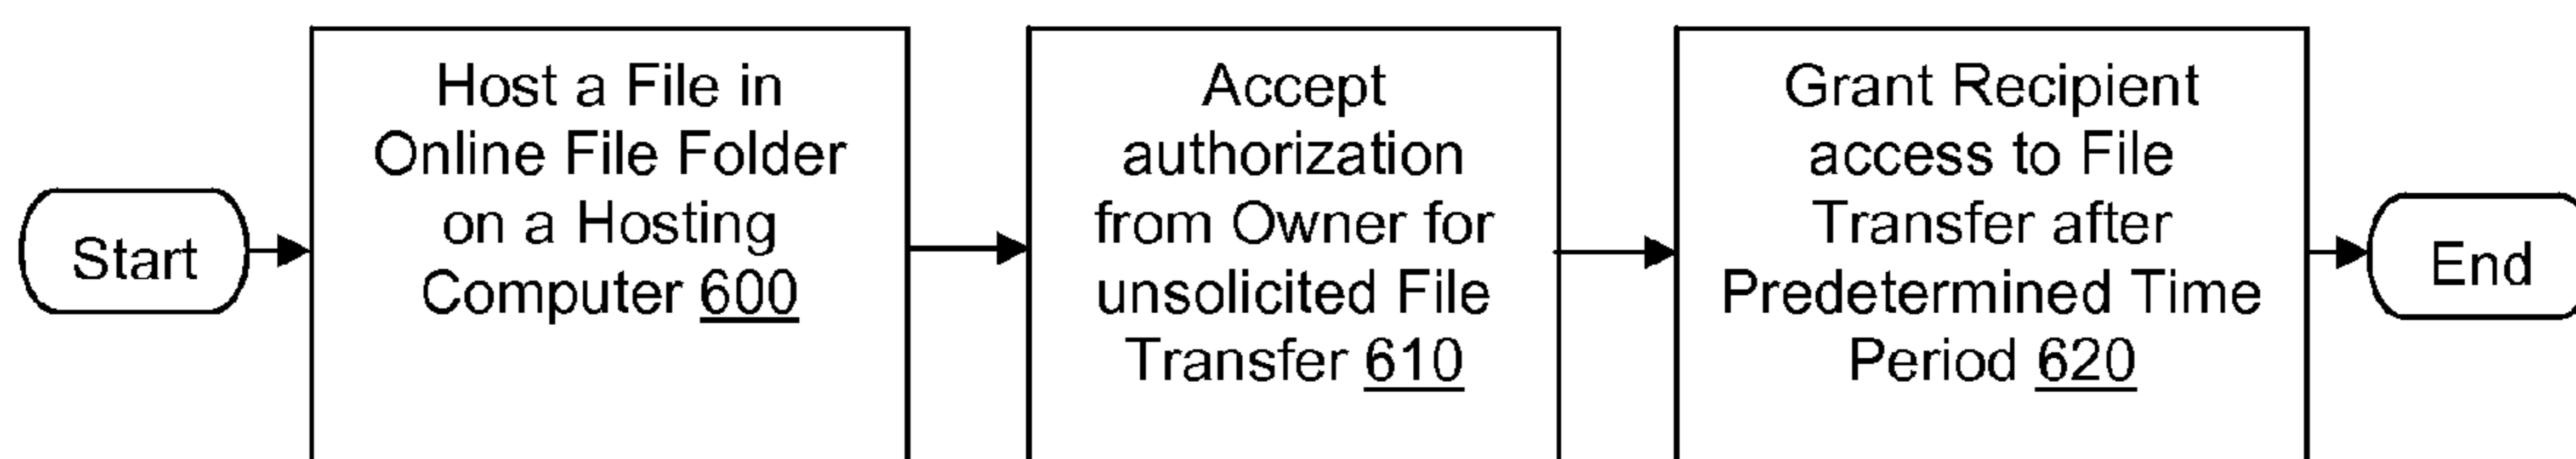 Start
Host a File in
Online File Folder
on a Hosting
Computer 600
Accept
authorization
from Owner for
unsolicited File
Transfer 610
Grant Recipient
access to File
Transfer after
Predetermined Time
Period 620
End